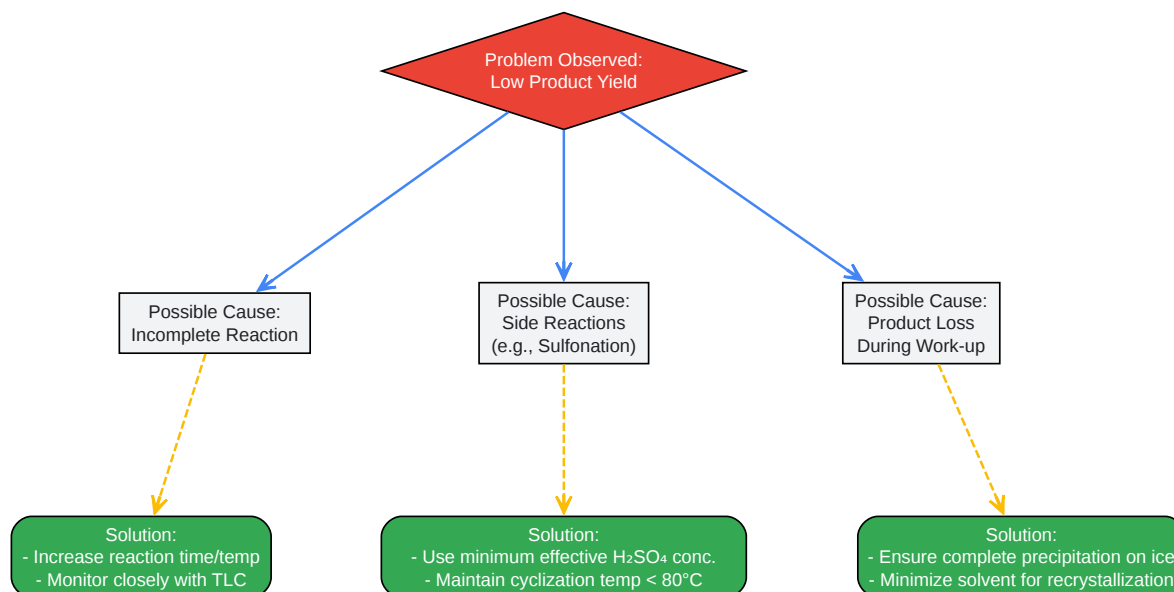 Problem Observed:
Low Product Yield
Possible Cause:
Incomplete Reaction
Possible Cause:
Side Reactions
(e.g., Sulfonation)
Possible Cause:
Product Loss
During Work-up
Solution:
- Increase reaction time/temp
- Monitor closely with TLC
Solution:
- Use minimum effective H₂SO₄ conc.
- Maintain cyclization temp < 80°C
Solution:
- Ensure complete precipitation on ice
- Minimize solvent for recrystallization